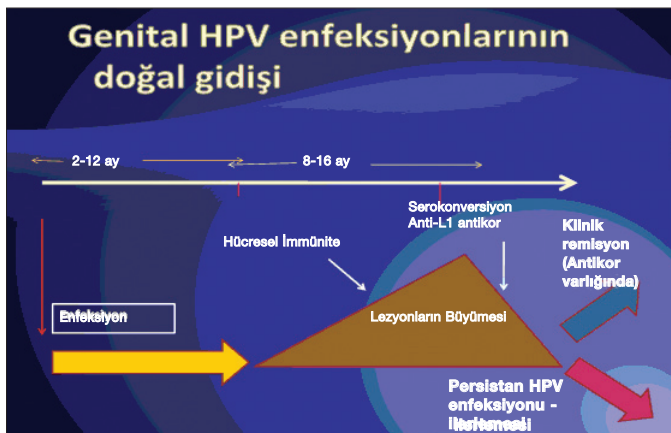 Genital HPV enfeksiyonlarının
doğal gidişi
2-12 ay
8-16 ay
Serokonversiyon
Anti-L1 antikor
Hücresel İmmünite
Klinik
remisyon
(Antikor
varlığında)
Enfeksiyon
Lezyonların Büyümesi
Persistan HPV
enfeksiyonu -
ilerlemesi